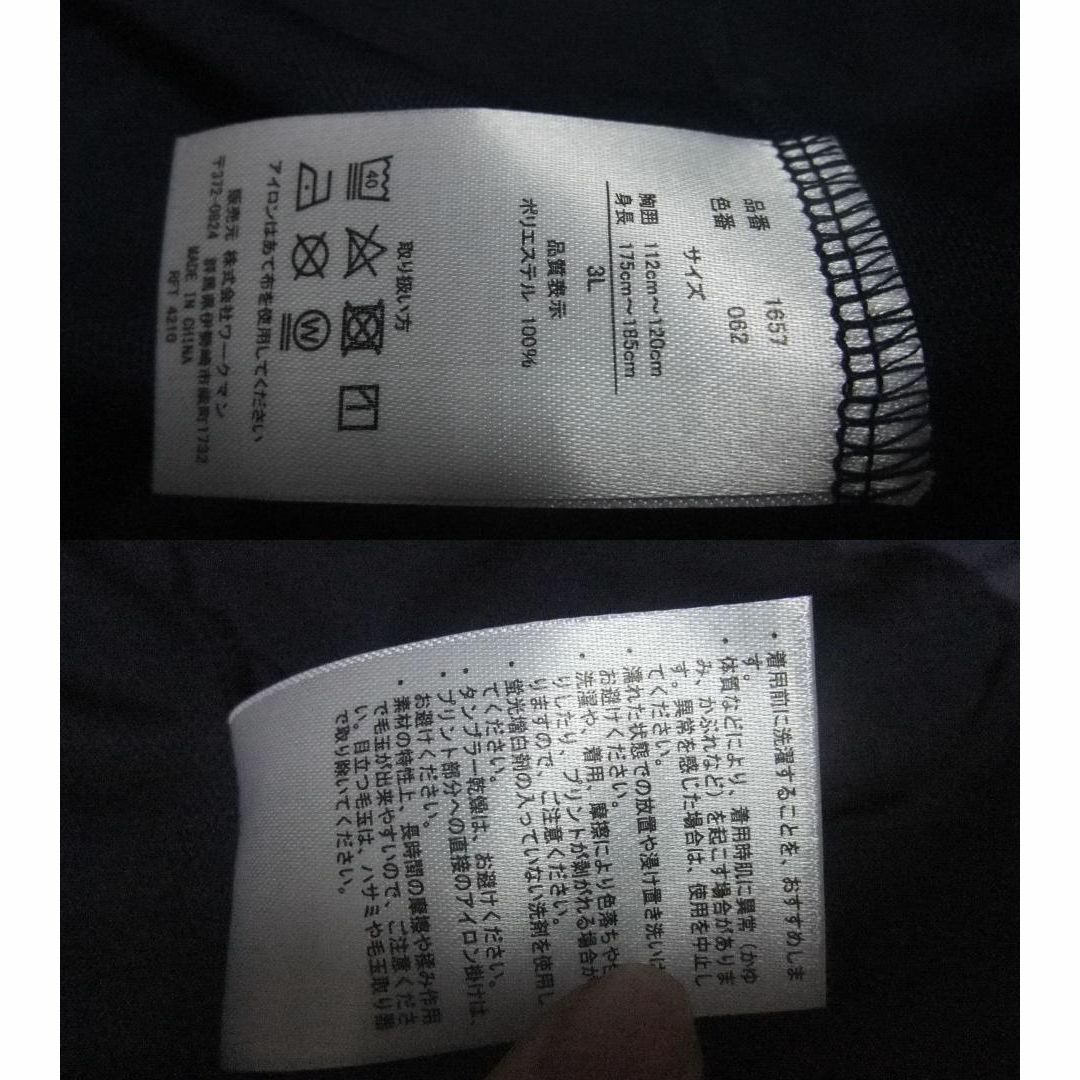 品番 1657
色番 062
サイズ
胸囲 112cm～120cm
身長 175cm～185cm
3L
品質表示
ポリエステル 100%
取り扱い方
40
W
アイロンはあて布を使用してください
販売元 株式会社ワークマン
〒372-0824 群馬県伊勢崎市柴町1732
MADE IN CHINA
RPT 4210
・着用前に洗濯することを、おすすめしま
す。
・体質などにより、着用時肌に異常（かゆ
み、かぶれなど）を起こす場合がありま
す。異常を感じた場合は、使用を中止し
てください。
・濡れた状態での放置や浸け置き洗いは
お避けください。
・洗濯や、着用、摩擦により色落ちや
りしたり、プリントが剥がれる場合が
りますので、ご注意ください。
・蛍光増白剤の入っていない洗剤を使用し
てください。
・タンブラー乾燥は、お避けください。
・プリント部分への直接のアイロン掛けは、
お避けください。
・素材の特性上、長時間の摩擦や揉み作用
で毛玉が出来やすいので、ご注意くださ
い。目立つ毛玉は、ハサミや毛玉取り器
で取り除いてください。